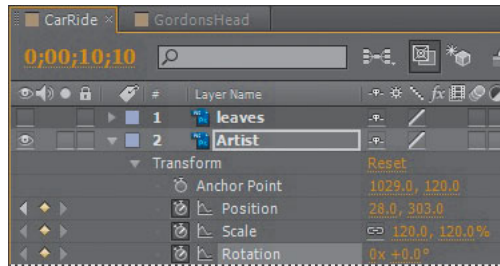 CarRide × GordonsHead
0;00;10;10
# Layer Name fx
1 leaves
2 Artist
Transform Reset
Anchor Point 1029.0, 120.0
Position 28.0, 303.0
Scale 120.0, 120.0%
Rotation 0x +0.0°